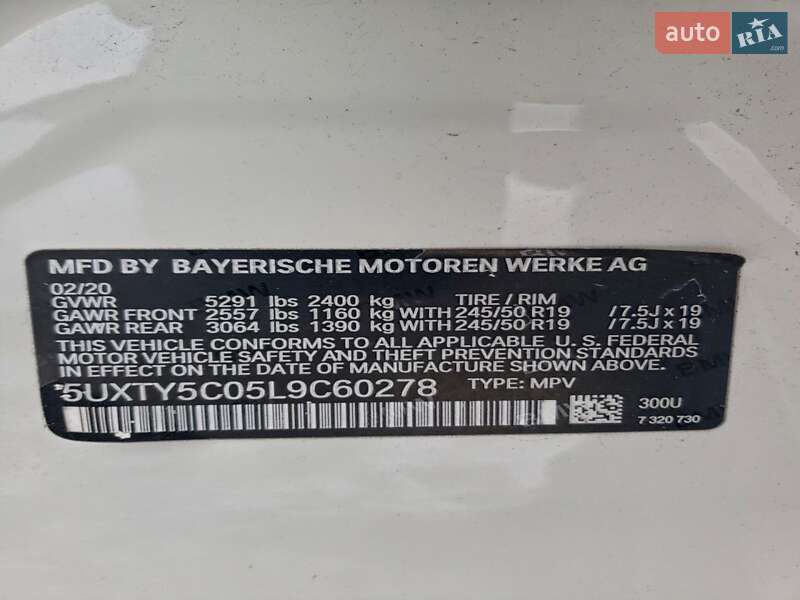 auto RIA .com
MFD BY BAYERISCHE MOTOREN WERKE AG
02/20
GVWR 5291 lbs 2400 kg TIRE / RIM
GAWR FRONT 2557 lbs 1160 kg WITH 245/50 R19 /7.5J x 19
GAWR REAR 3064 lbs 1390 kg WITH 245/50 R19 /7.5J x 19
THIS VEHICLE CONFORMS TO ALL APPLICABLE U. S. FEDERAL
MOTOR VEHICLE SAFETY AND THEFT PREVENTION STANDARDS
IN EFFECT ON THE DATE OF MANUFACTURE SHOWN ABOVE.
*5UXTY5C05L9C60278 TYPE: MPV
300U
7 320 730